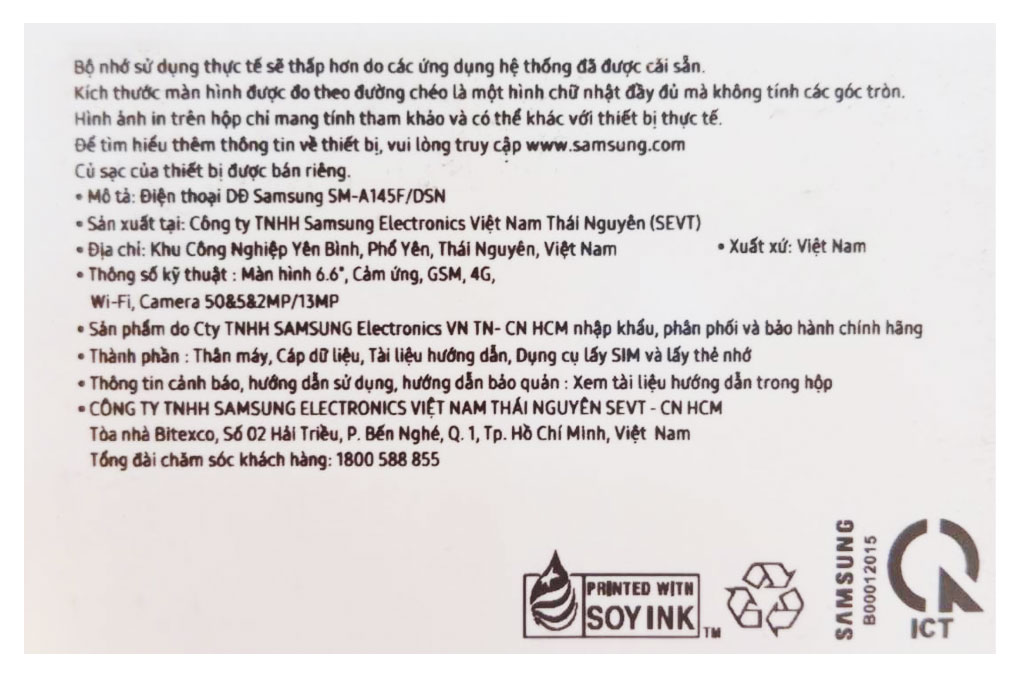 Bộ nhớ sử dụng thực tế sẽ thấp hơn do các ứng dụng hệ thống đã được cài sẵn.
Kích thước màn hình được đo theo đường chéo là một hình chữ nhật đầy đủ mà không tính các góc tròn.
Hình ảnh in trên hộp chỉ mang tính tham khảo và có thể khác với thiết bị thực tế.
Để tìm hiểu thêm thông tin về thiết bị, vui lòng truy cập www.samsung.com
Củ sạc của thiết bị được bán riêng.
• Mô tả: Điện thoại DĐ Samsung SM-A145F/DSN
• Sản xuất tại: Công ty TNHH Samsung Electronics Việt Nam Thái Nguyên (SEVT)
• Địa chỉ: Khu Công Nghiệp Yên Bình, Phổ Yên, Thái Nguyên, Việt Nam • Xuất xứ: Việt Nam
• Thông số kỹ thuật : Màn hình 6.6", Cảm ứng, GSM, 4G,
Wi-Fi, Camera 50&5&2MP/13MP
• Sản phẩm do Cty TNHH SAMSUNG Electronics VN TN- CN HCM nhập khẩu, phân phối và bảo hành chính hãng
• Thành phần : Thân máy, Cáp dữ liệu, Tài liệu hướng dẫn, Dụng cụ lấy SIM và lấy thẻ nhớ
• Thông tin cảnh báo, hướng dẫn sử dụng, hướng dẫn bảo quản : Xem tài liệu hướng dẫn trong hộp
• CÔNG TY TNHH SAMSUNG ELECTRONICS VIỆT NAM THÁI NGUYÊN SEVT - CN HCM
Tòa nhà Bitexco, Số 02 Hải Triều, P. Bến Nghé, Q. 1, Tp. Hồ Chí Minh, Việt Nam
Tổng đài chăm sóc khách hàng: 1800 588 855
PRINTED WITH
SOY INK TM
SAMSUNG
B00012015
ICT